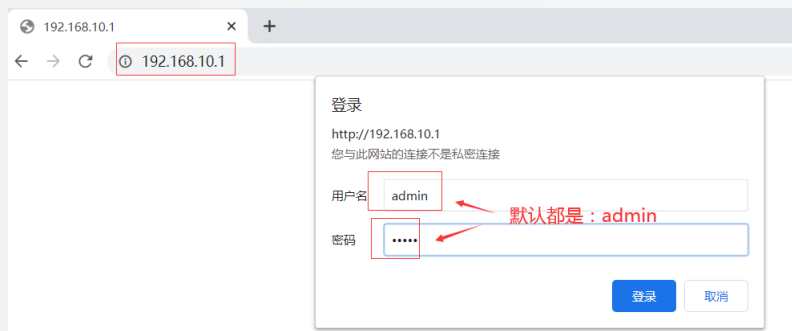 192.168.10.1
192.168.10.1
登录
http://192.168.10.1
您与此网站的连接不是私密连接
用户名
admin
默认都是：admin
密码
•••••
登录
取消